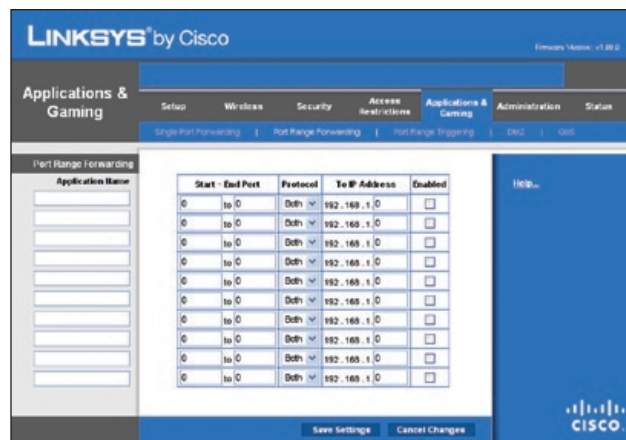 LINKSYS® by Cisco
Firmware Version: v1.00.0
Applications & Gaming
Setup Wireless Security Access Restrictions Applications & Gaming Administration Status
Single Port Forwarding | Port Range Forwarding | Port Range Triggering | DMZ | QoS
Port Range Forwarding
Application Name
Start - End Port Protocol To IP Address Enabled
0 to 0 Both 192.168.1.0
0 to 0 Both 192.168.1.0
0 to 0 Both 192.168.1.0
0 to 0 Both 192.168.1.0
0 to 0 Both 192.168.1.0
0 to 0 Both 192.168.1.0
0 to 0 Both 192.168.1.0
0 to 0 Both 192.168.1.0
0 to 0 Both 192.168.1.0
0 to 0 Both 192.168.1.0
Help...
Save Settings Cancel Changes
CISCO.